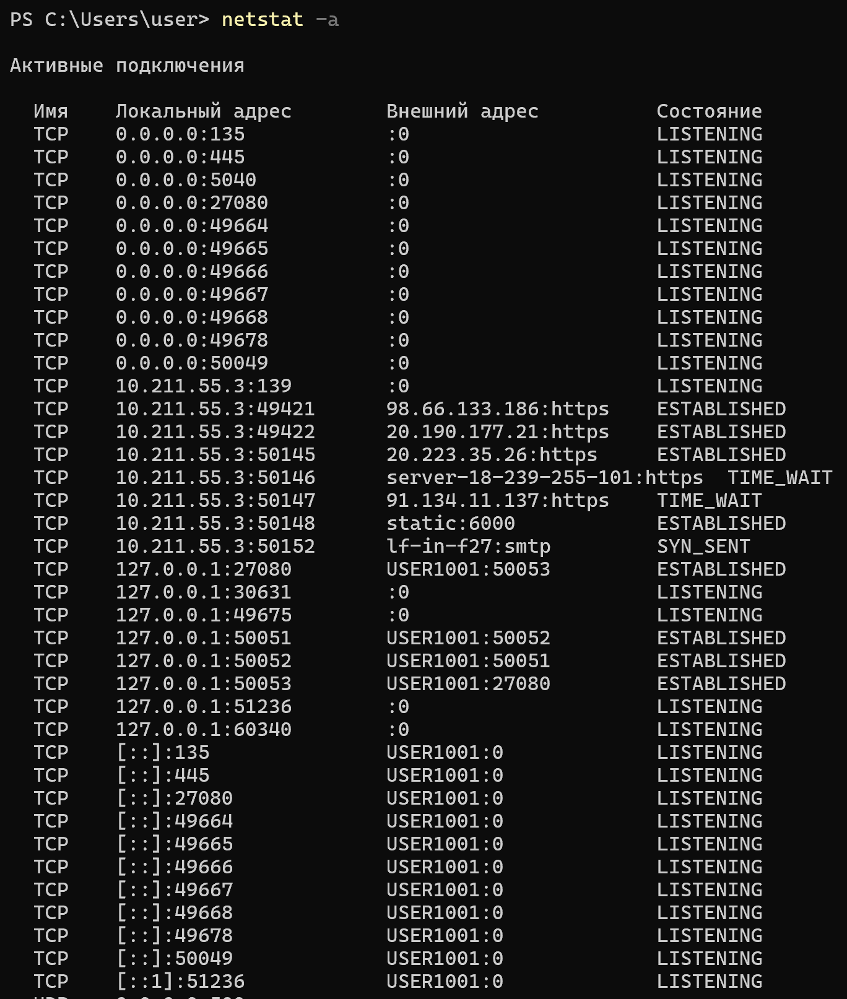 PS C:\Users\user> netstat -a
Активные подключения
Имя Локальный адрес Внешний адрес Состояние
TCP 0.0.0.0:135 :0 LISTENING
TCP 0.0.0.0:445 :0 LISTENING
TCP 0.0.0.0:5040 :0 LISTENING
TCP 0.0.0.0:27080 :0 LISTENING
TCP 0.0.0.0:49664 :0 LISTENING
TCP 0.0.0.0:49665 :0 LISTENING
TCP 0.0.0.0:49666 :0 LISTENING
TCP 0.0.0.0:49667 :0 LISTENING
TCP 0.0.0.0:49668 :0 LISTENING
TCP 0.0.0.0:49678 :0 LISTENING
TCP 0.0.0.0:50049 :0 LISTENING
TCP 10.211.55.3:139 :0 LISTENING
TCP 10.211.55.3:49421 98.66.133.186:https ESTABLISHED
TCP 10.211.55.3:49422 20.190.177.21:https ESTABLISHED
TCP 10.211.55.3:50145 20.223.35.26:https ESTABLISHED
TCP 10.211.55.3:50146 server-18-239-255-101:https TIME_WAIT
TCP 10.211.55.3:50147 91.134.11.137:https TIME_WAIT
TCP 10.211.55.3:50148 static:6000 ESTABLISHED
TCP 10.211.55.3:50152 lf-in-f27:smtp SYN_SENT
TCP 127.0.0.1:27080 USER1001:50053 ESTABLISHED
TCP 127.0.0.1:30631 :0 LISTENING
TCP 127.0.0.1:49675 :0 LISTENING
TCP 127.0.0.1:50051 USER1001:50052 ESTABLISHED
TCP 127.0.0.1:50052 USER1001:50051 ESTABLISHED
TCP 127.0.0.1:50053 USER1001:27080 ESTABLISHED
TCP 127.0.0.1:51236 :0 LISTENING
TCP 127.0.0.1:60340 :0 LISTENING
TCP [::]:135 USER1001:0 LISTENING
TCP [::]:445 USER1001:0 LISTENING
TCP [::]:27080 USER1001:0 LISTENING
TCP [::]:49664 USER1001:0 LISTENING
TCP [::]:49665 USER1001:0 LISTENING
TCP [::]:49666 USER1001:0 LISTENING
TCP [::]:49667 USER1001:0 LISTENING
TCP [::]:49668 USER1001:0 LISTENING
TCP [::]:49678 USER1001:0 LISTENING
TCP [::]:50049 USER1001:0 LISTENING
TCP [::1]:51236 USER1001:0 LISTENING